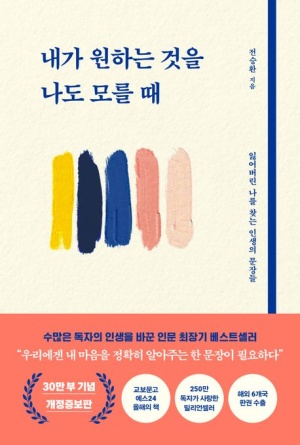 내가 원하는 것을
나도 모를 때
전승환 지음
잃어버린 나를 찾는 인생의 문장들
수많은 독자의 인생을 바꾼 인문 최장기 베스트셀러
“우리에겐 내 마음을 정확히 알아주는 한 문장이 필요하다”
30만 부 기념
개정증보판
교보문고
예스24
올해의 책
250만
독자가 사랑한
밀리언셀러
해외 6개국
판권 수출